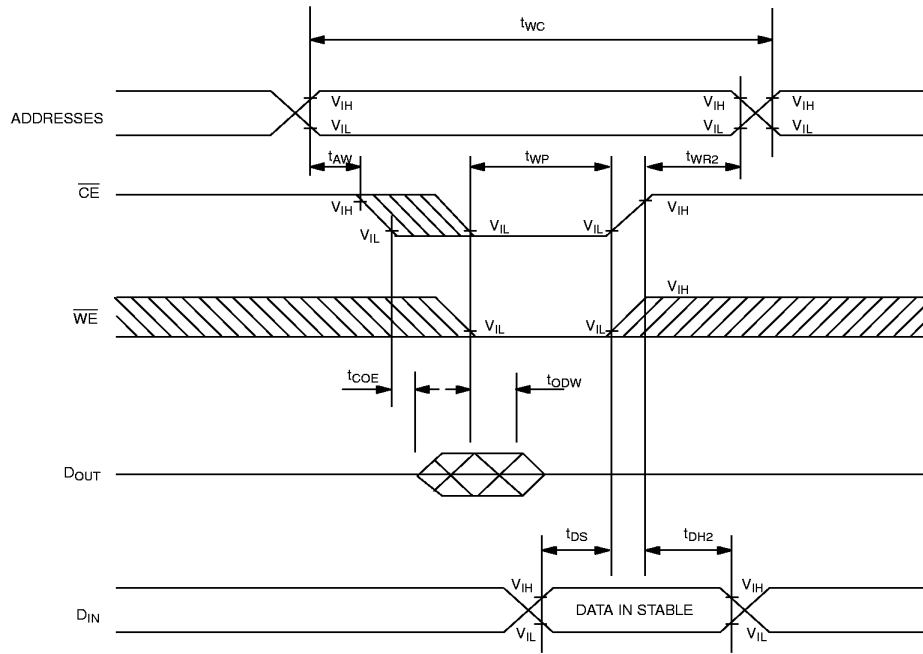 tWC
ADDRESSES
VIH
VIL
VIH
VIL
VIH
VIL
tAW
tWP
tWR2
CE
VIH
VIL
VIL
VIL
VIH
WE
VIL
VIL
VIH
tCOE
tODW
DOUT
tDS
tDH2
DIN
VIH
VIL
DATA IN STABLE
VIH
VIL